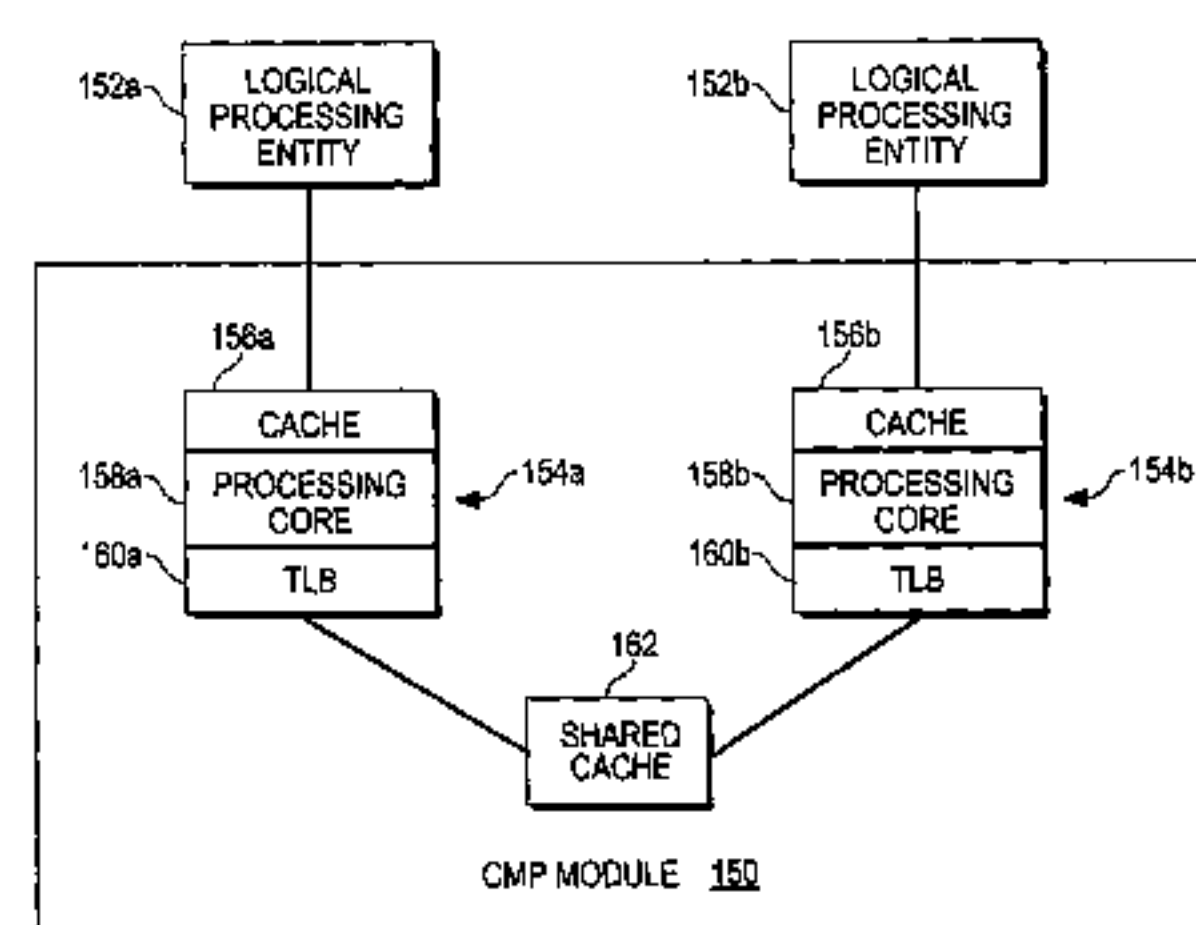 152a
LOGICAL
PROCESSING
ENTITY
152b
LOGICAL
PROCESSING
ENTITY
156a
CACHE
158a
PROCESSING
CORE
154a
160a
TLB
156b
CACHE
158b
PROCESSING
CORE
154b
160b
TLB
162
SHARED
CACHE
CMP MODULE 150